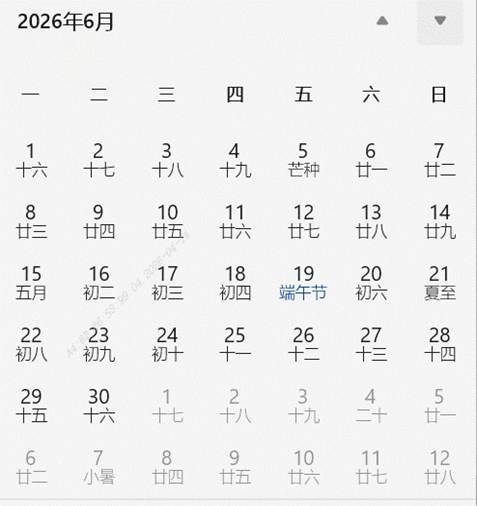 2026年6月
一 二 三 四 五 六 日
1 2 3 4 5 6 7
十六 十七 十八 十九 芒种 廿一 廿二
8 9 10 11 12 13 14
廿三 廿四 廿五 廿六 廿七 廿八 廿九
15 16 17 18 19 20 21
五月 初二 初三 初四 端午节 初六 夏至
22 23 24 25 26 27 28
初八 初九 初十 十一 十二 十三 十四
29 30 1 2 3 4 5
十五 十六 十七 十八 十九 二十 廿一
6 7 8 9 10 11 12
廿二 小暑 廿四 廿五 廿六 廿七 廿八